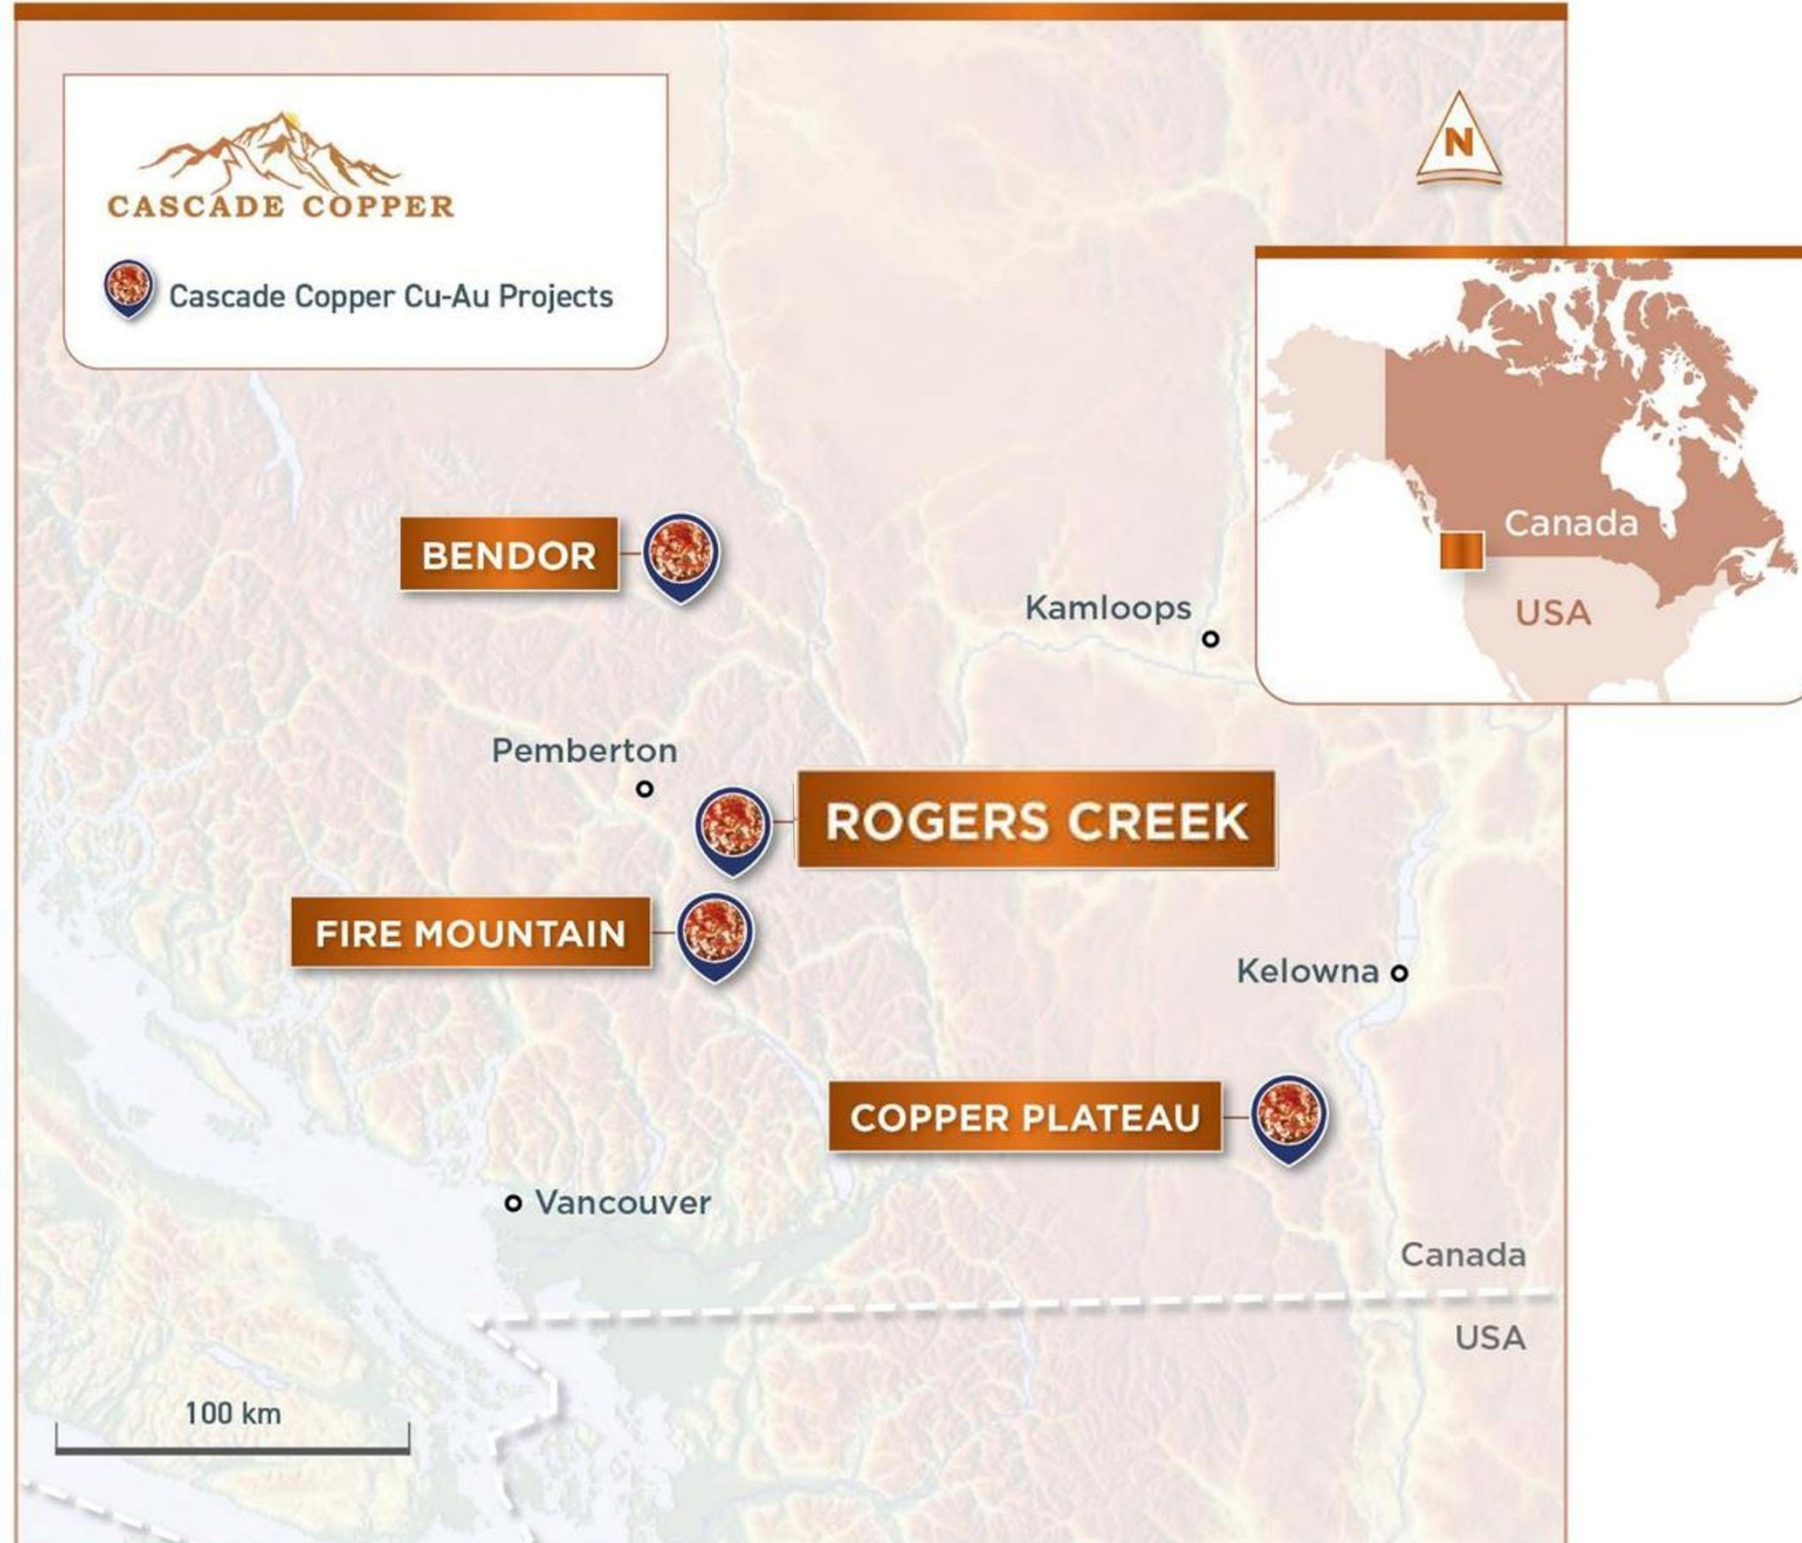 CASCADE COPPER
Cascade Copper Cu-Au Projects
N
Canada
USA
BENDOR
Kamloops
Pemberton
ROGERS CREEK
FIRE MOUNTAIN
Kelowna
COPPER PLATEAU
Vancouver
Canada
USA
100 km